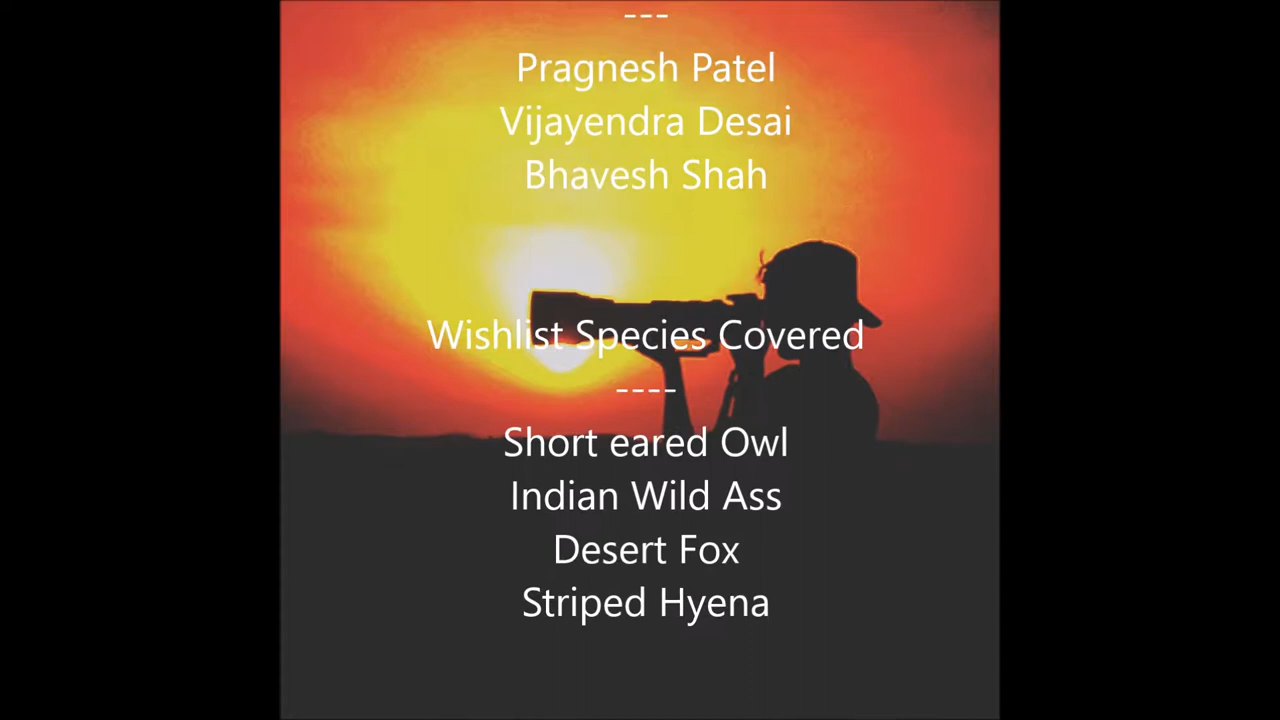 ---
Pragnesh Patel
Vijayendra Desai
Bhavesh Shah
Wishlist Species Covered
----
Short eared Owl
Indian Wild Ass
Desert Fox
Striped Hyena